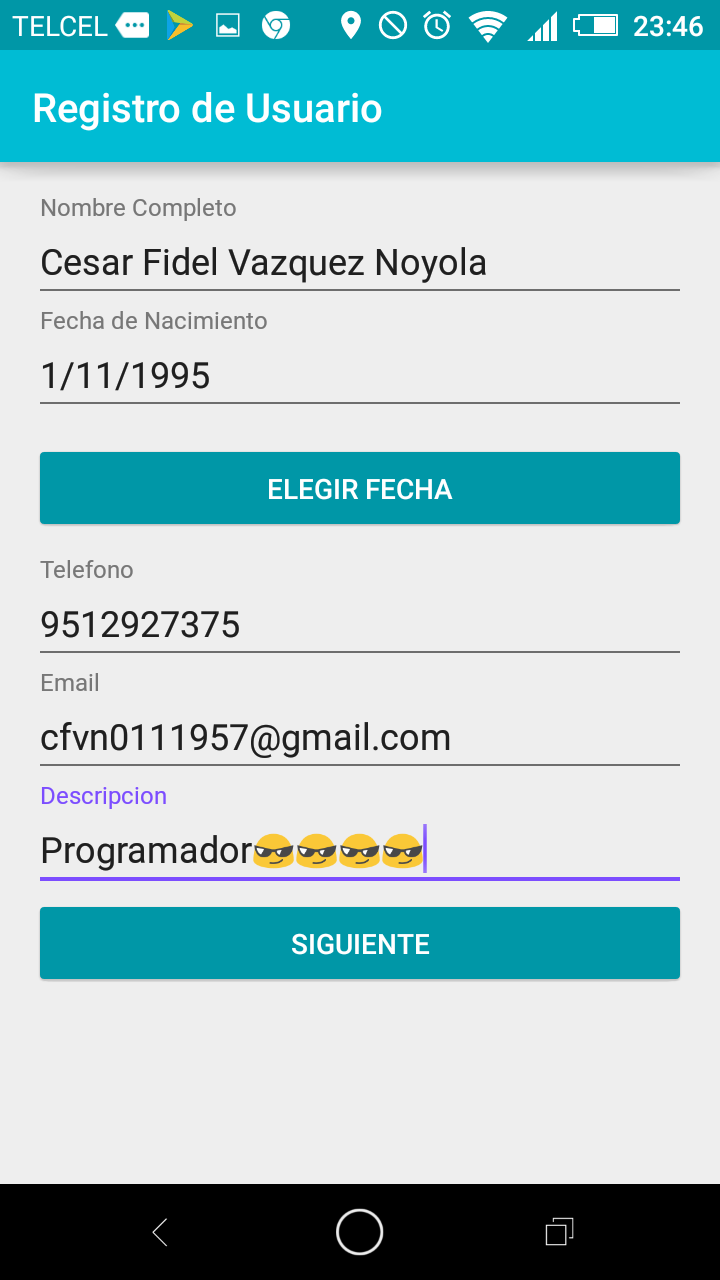 TELCEL 23:46
Registro de Usuario
Nombre Completo
Cesar Fidel Vazquez Noyola
Fecha de Nacimiento
1/11/1995
ELEGIR FECHA
Telefono
9512927375
Email
cfvn0111957@gmail.com
Descripcion
Programador😎😎😎😎
SIGUIENTE